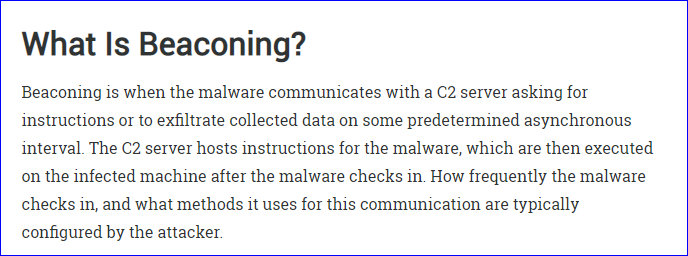 What Is Beaconing?
Beaconing is when the malware communicates with a C2 server asking for
instructions or to exfiltrate collected data on some predetermined asynchronous
interval. The C2 server hosts instructions for the malware, which are then executed
on the infected machine after the malware checks in. How frequently the malware
checks in, and what methods it uses for this communication are typically
configured by the attacker.